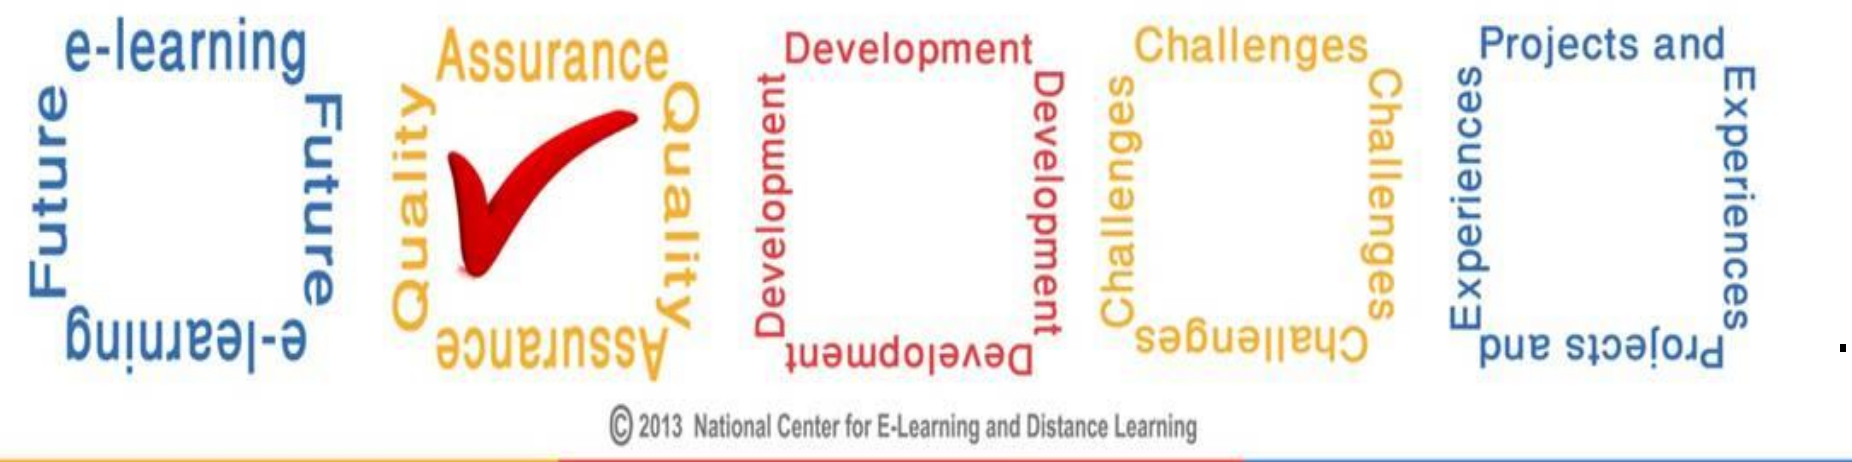 e-learning
Future
Future
e-learning
Assurance
Quality
Quality
Assurance
Development
Development
Development
Development
Challenges
Challenges
Challenges
Challenges
Projects and
Experiences
Experiences
Projects and
© 2013 National Center for E-Learning and Distance Learning